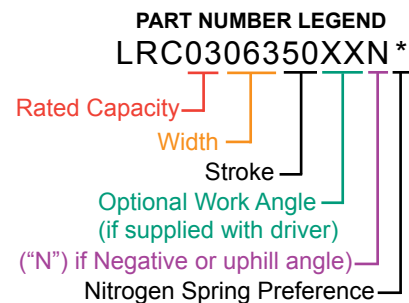 PART NUMBER LEGEND
LRC0306350XXN*
Rated Capacity
Width
Stroke
Optional Work Angle
(if supplied with driver)
("N") if Negative or uphill angle)
Nitrogen Spring Preference